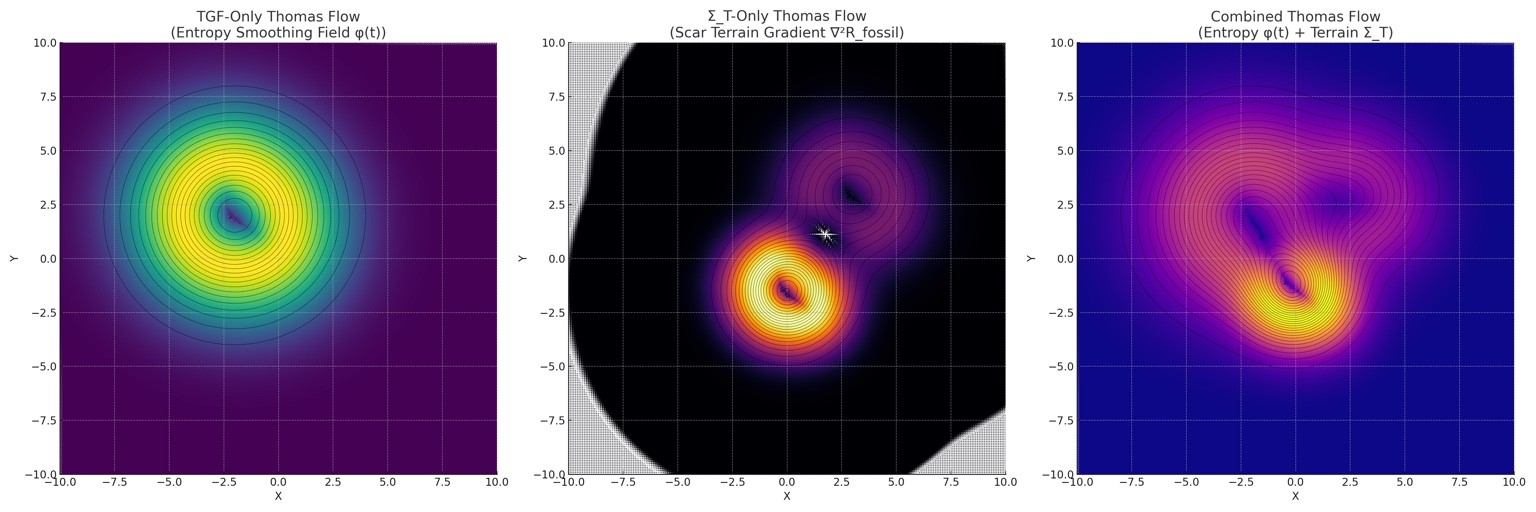 TGF-Only Thomas Flow
(Entropy Smoothing Field φ(t))
10.0
7.5
5.0
2.5
0.0
−2.5
−5.0
−7.5
−10.0
Y
−10.0 −7.5 −5.0 −2.5 0.0 2.5 5.0 7.5 10.0
X
Σ_T-Only Thomas Flow
(Scar Terrain Gradient ∇²R_fossil)
10.0
7.5
5.0
2.5
0.0
−2.5
−5.0
−7.5
−10.0
Y
−10.0 −7.5 −5.0 −2.5 0.0 2.5 5.0 7.5 10.0
X
Combined Thomas Flow
(Entropy φ(t) + Terrain Σ_T)
10.0
7.5
5.0
2.5
0.0
−2.5
−5.0
−7.5
−10.0
Y
−10.0 −7.5 −5.0 −2.5 0.0 2.5 5.0 7.5 10.0
X